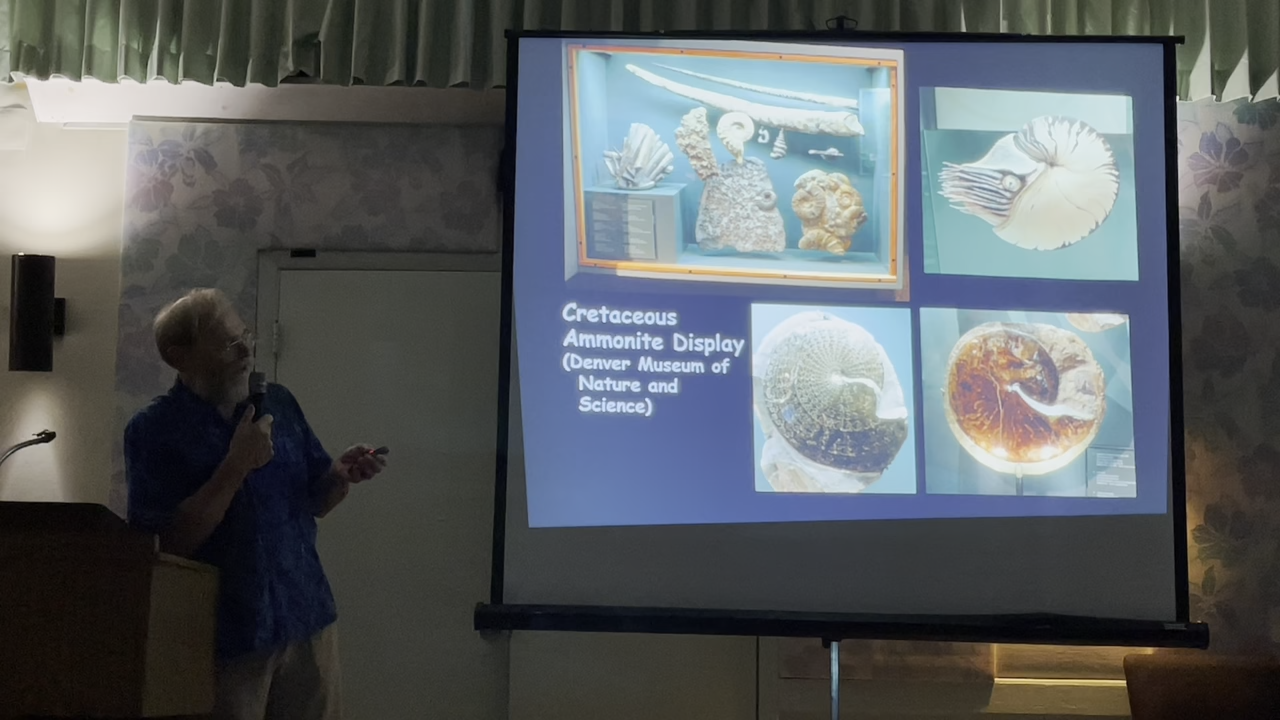 Cretaceous
Ammonite Display
(Denver Museum of
Nature and
Science)